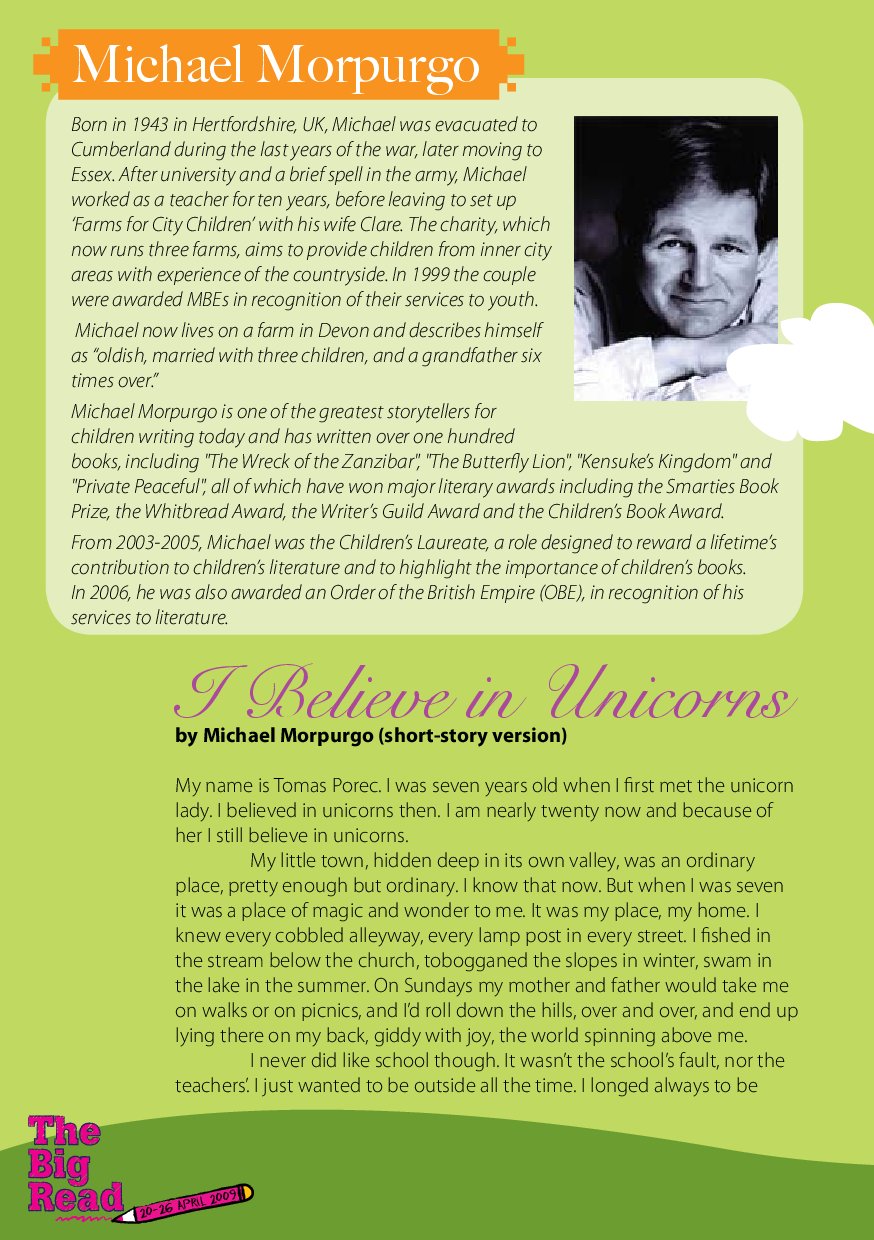 Michael Morpurgo
Born in 1943 in Hertfordshire, UK, Michael was evacuated to
Cumberland during the last years of the war, later moving to
Essex. After university and a brief spell in the army, Michael
worked as a teacher for ten years, before leaving to set up
‘Farms for City Children’ with his wife Clare. The charity, which
now runs three farms, aims to provide children from inner city
areas with experience of the countryside. In 1999 the couple
were awarded MBEs in recognition of their services to youth.
Michael now lives on a farm in Devon and describes himself
as “oldish, married with three children, and a grandfather six
times over.”
Michael Morpurgo is one of the greatest storytellers for
children writing today and has written over one hundred
books, including "The Wreck of the Zanzibar", "The Butterfly Lion", "Kensuke’s Kingdom" and
"Private Peaceful", all of which have won major literary awards including the Smarties Book
Prize, the Whitbread Award, the Writer’s Guild Award and the Children’s Book Award.
From 2003-2005, Michael was the Children’s Laureate, a role designed to reward a lifetime’s
contribution to children’s literature and to highlight the importance of children’s books.
In 2006, he was also awarded an Order of the British Empire (OBE), in recognition of his
services to literature.
I Believe in Unicorns
by Michael Morpurgo (short-story version)
My name is Tomas Porec. I was seven years old when I first met the unicorn
lady. I believed in unicorns then. I am nearly twenty now and because of
her I still believe in unicorns.
My little town, hidden deep in its own valley, was an ordinary
place, pretty enough but ordinary. I know that now. But when I was seven
it was a place of magic and wonder to me. It was my place, my home. I
knew every cobbled alleyway, every lamp post in every street. I fished in
the stream below the church, tobogganed the slopes in winter, swam in
the lake in the summer. On Sundays my mother and father would take me
on walks or on picnics, and I’d roll down the hills, over and over, and end up
lying there on my back, giddy with joy, the world spinning above me.
I never did like school though. It wasn’t the school’s fault, nor the
teachers’. I just wanted to be outside all the time. I longed always to be
The
Big
Read
20-26 APRIL 2009